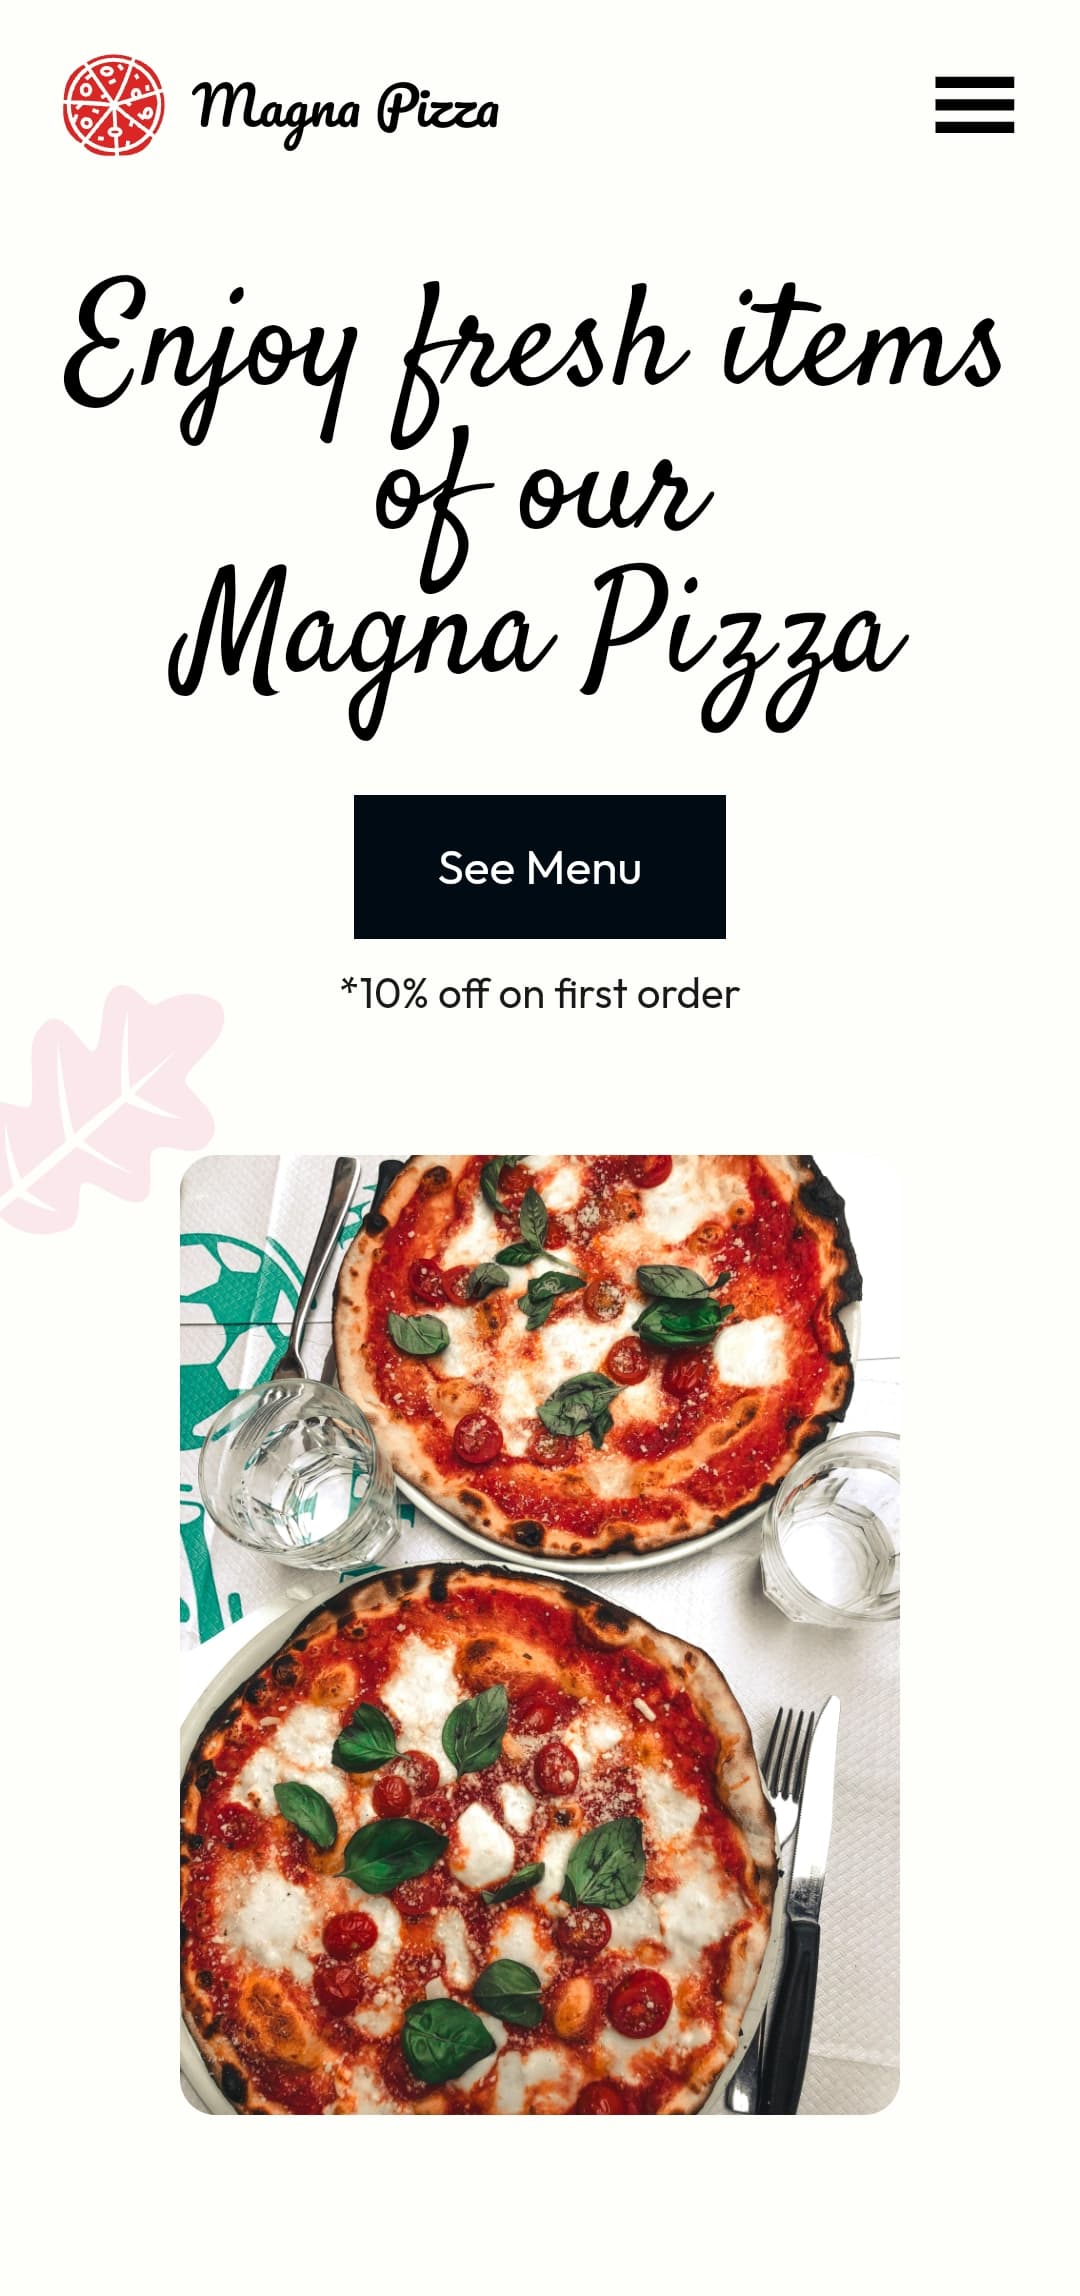 Magna Pizza
Enjoy fresh items
of our
Magna Pizza
See Menu
*10% off on first order